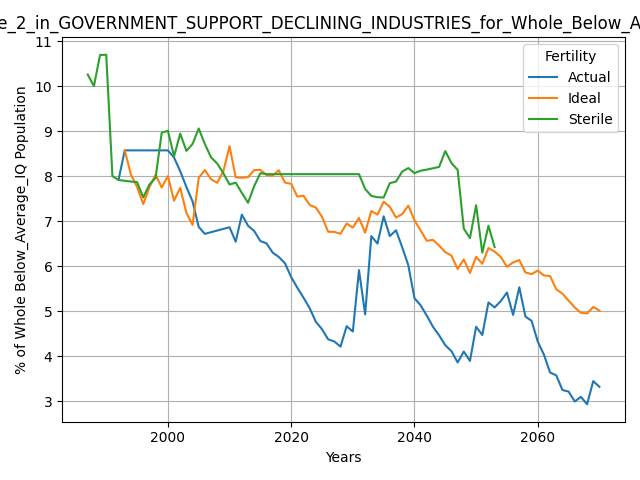 e_2_in_GOVERNMENT_SUPPORT_DECLINING_INDUSTRIES_for_Whole_Below_A
Fertility
Actual
Ideal
Sterile
% of Whole Below_Average_IQ Population
11
10
9
8
7
6
5
4
3
2000
2020
2040
2060
Years